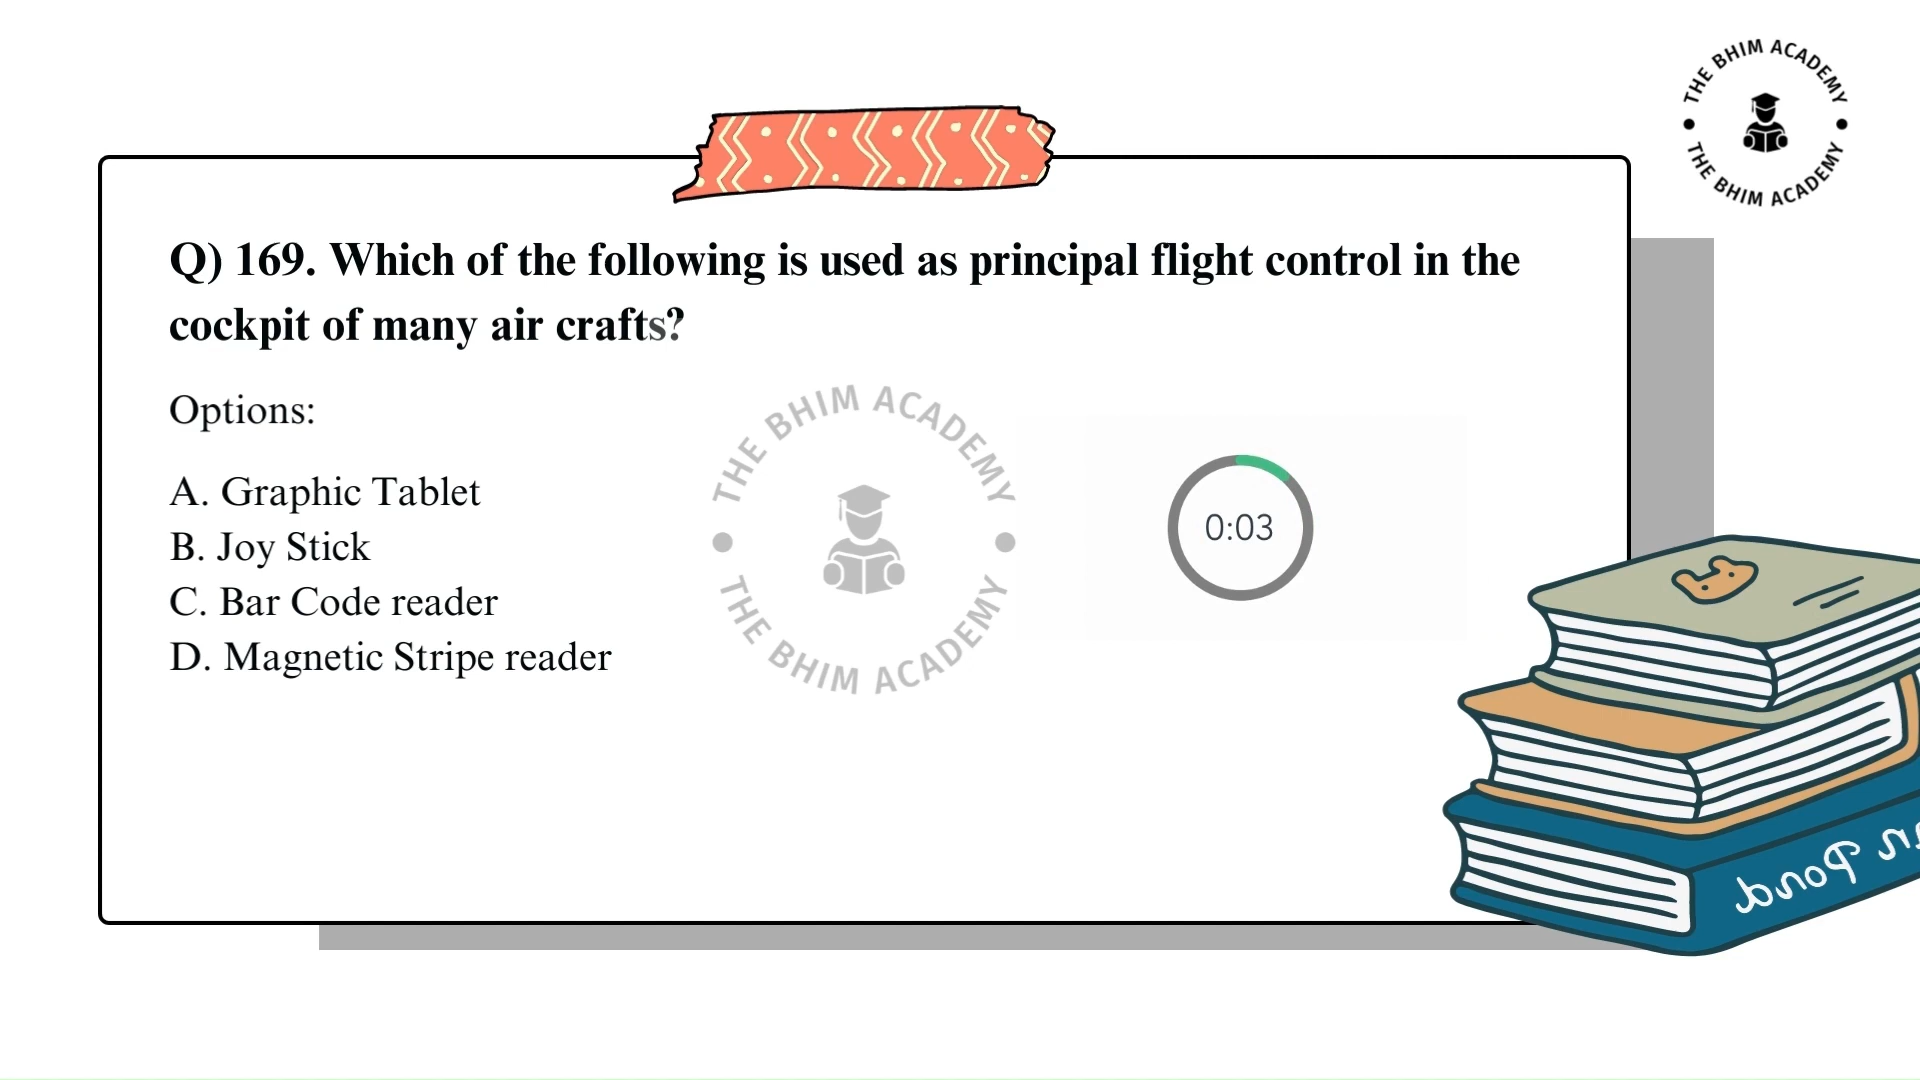 THE BHIM ACADEMY
THE BHIM ACADEMY
Q) 169. Which of the following is used as principal flight control in the
cockpit of many air crafts?
Options:
A. Graphic Tablet
B. Joy Stick
C. Bar Code reader
D. Magnetic Stripe reader
THE BHIM ACADEMY
THE BHIM ACADEMY
0:03
Pond